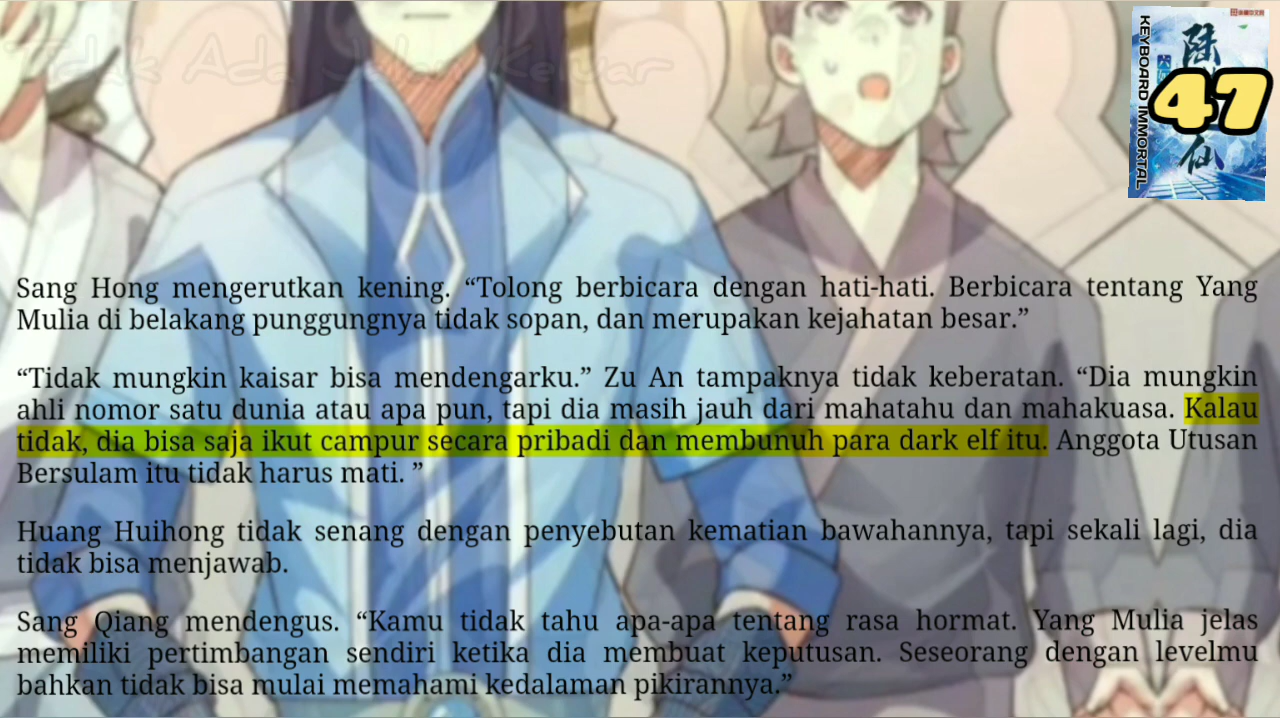 Tidak Ada Jalan Keluar
KEYBOARD IMMORTAL
陆
仙
47
Sang Hong mengerutkan kening. “Tolong berbicara dengan hati-hati. Berbicara tentang Yang
Mulia di belakang punggungnya tidak sopan, dan merupakan kejahatan besar.”
“Tidak mungkin kaisar bisa mendengarku.” Zu An tampaknya tidak keberatan. “Dia mungkin
ahli nomor satu dunia atau apa pun, tapi dia masih jauh dari mahatahu dan mahakuasa. Kalau
tidak, dia bisa saja ikut campur secara pribadi dan membunuh para dark elf itu. Anggota Utusan
Bersulam itu tidak harus mati. ”
Huang Huihong tidak senang dengan penyebutan kematian bawahannya, tapi sekali lagi, dia
tidak bisa menjawab.
Sang Qiang mendengus. “Kamu tidak tahu apa-apa tentang rasa hormat. Yang Mulia jelas
memiliki pertimbangan sendiri ketika dia membuat keputusan. Seseorang dengan levelmu
bahkan tidak bisa mulai memahami kedalaman pikirannya.”